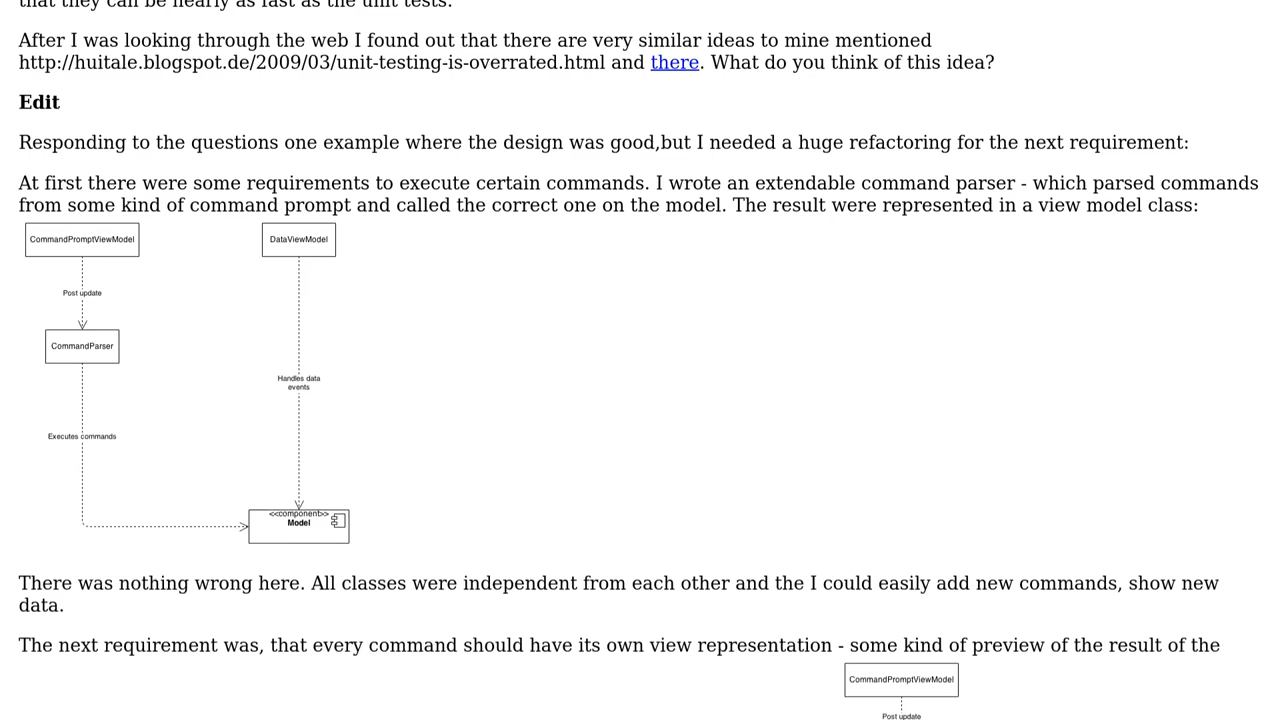 that they can be nearly as fast as the unit tests.
After I was looking through the web I found out that there are very similar ideas to mine mentioned
http://huitale.blogspot.de/2009/03/unit-testing-is-overrated.html and there. What do you think of this idea?
Edit
Responding to the questions one example where the design was good,but I needed a huge refactoring for the next requirement:
At first there were some requirements to execute certain commands. I wrote an extendable command parser - which parsed commands
from some kind of command prompt and called the correct one on the model. The result were represented in a view model class:
CommandPromptViewModel
DataViewModel
Post update
CommandParser
Handles data
events
Executes commands
<<component>>
Model
There was nothing wrong here. All classes were independent from each other and the I could easily add new commands, show new
data.
The next requirement was, that every command should have its own view representation - some kind of preview of the result of the
CommandPromptViewModel
Post update